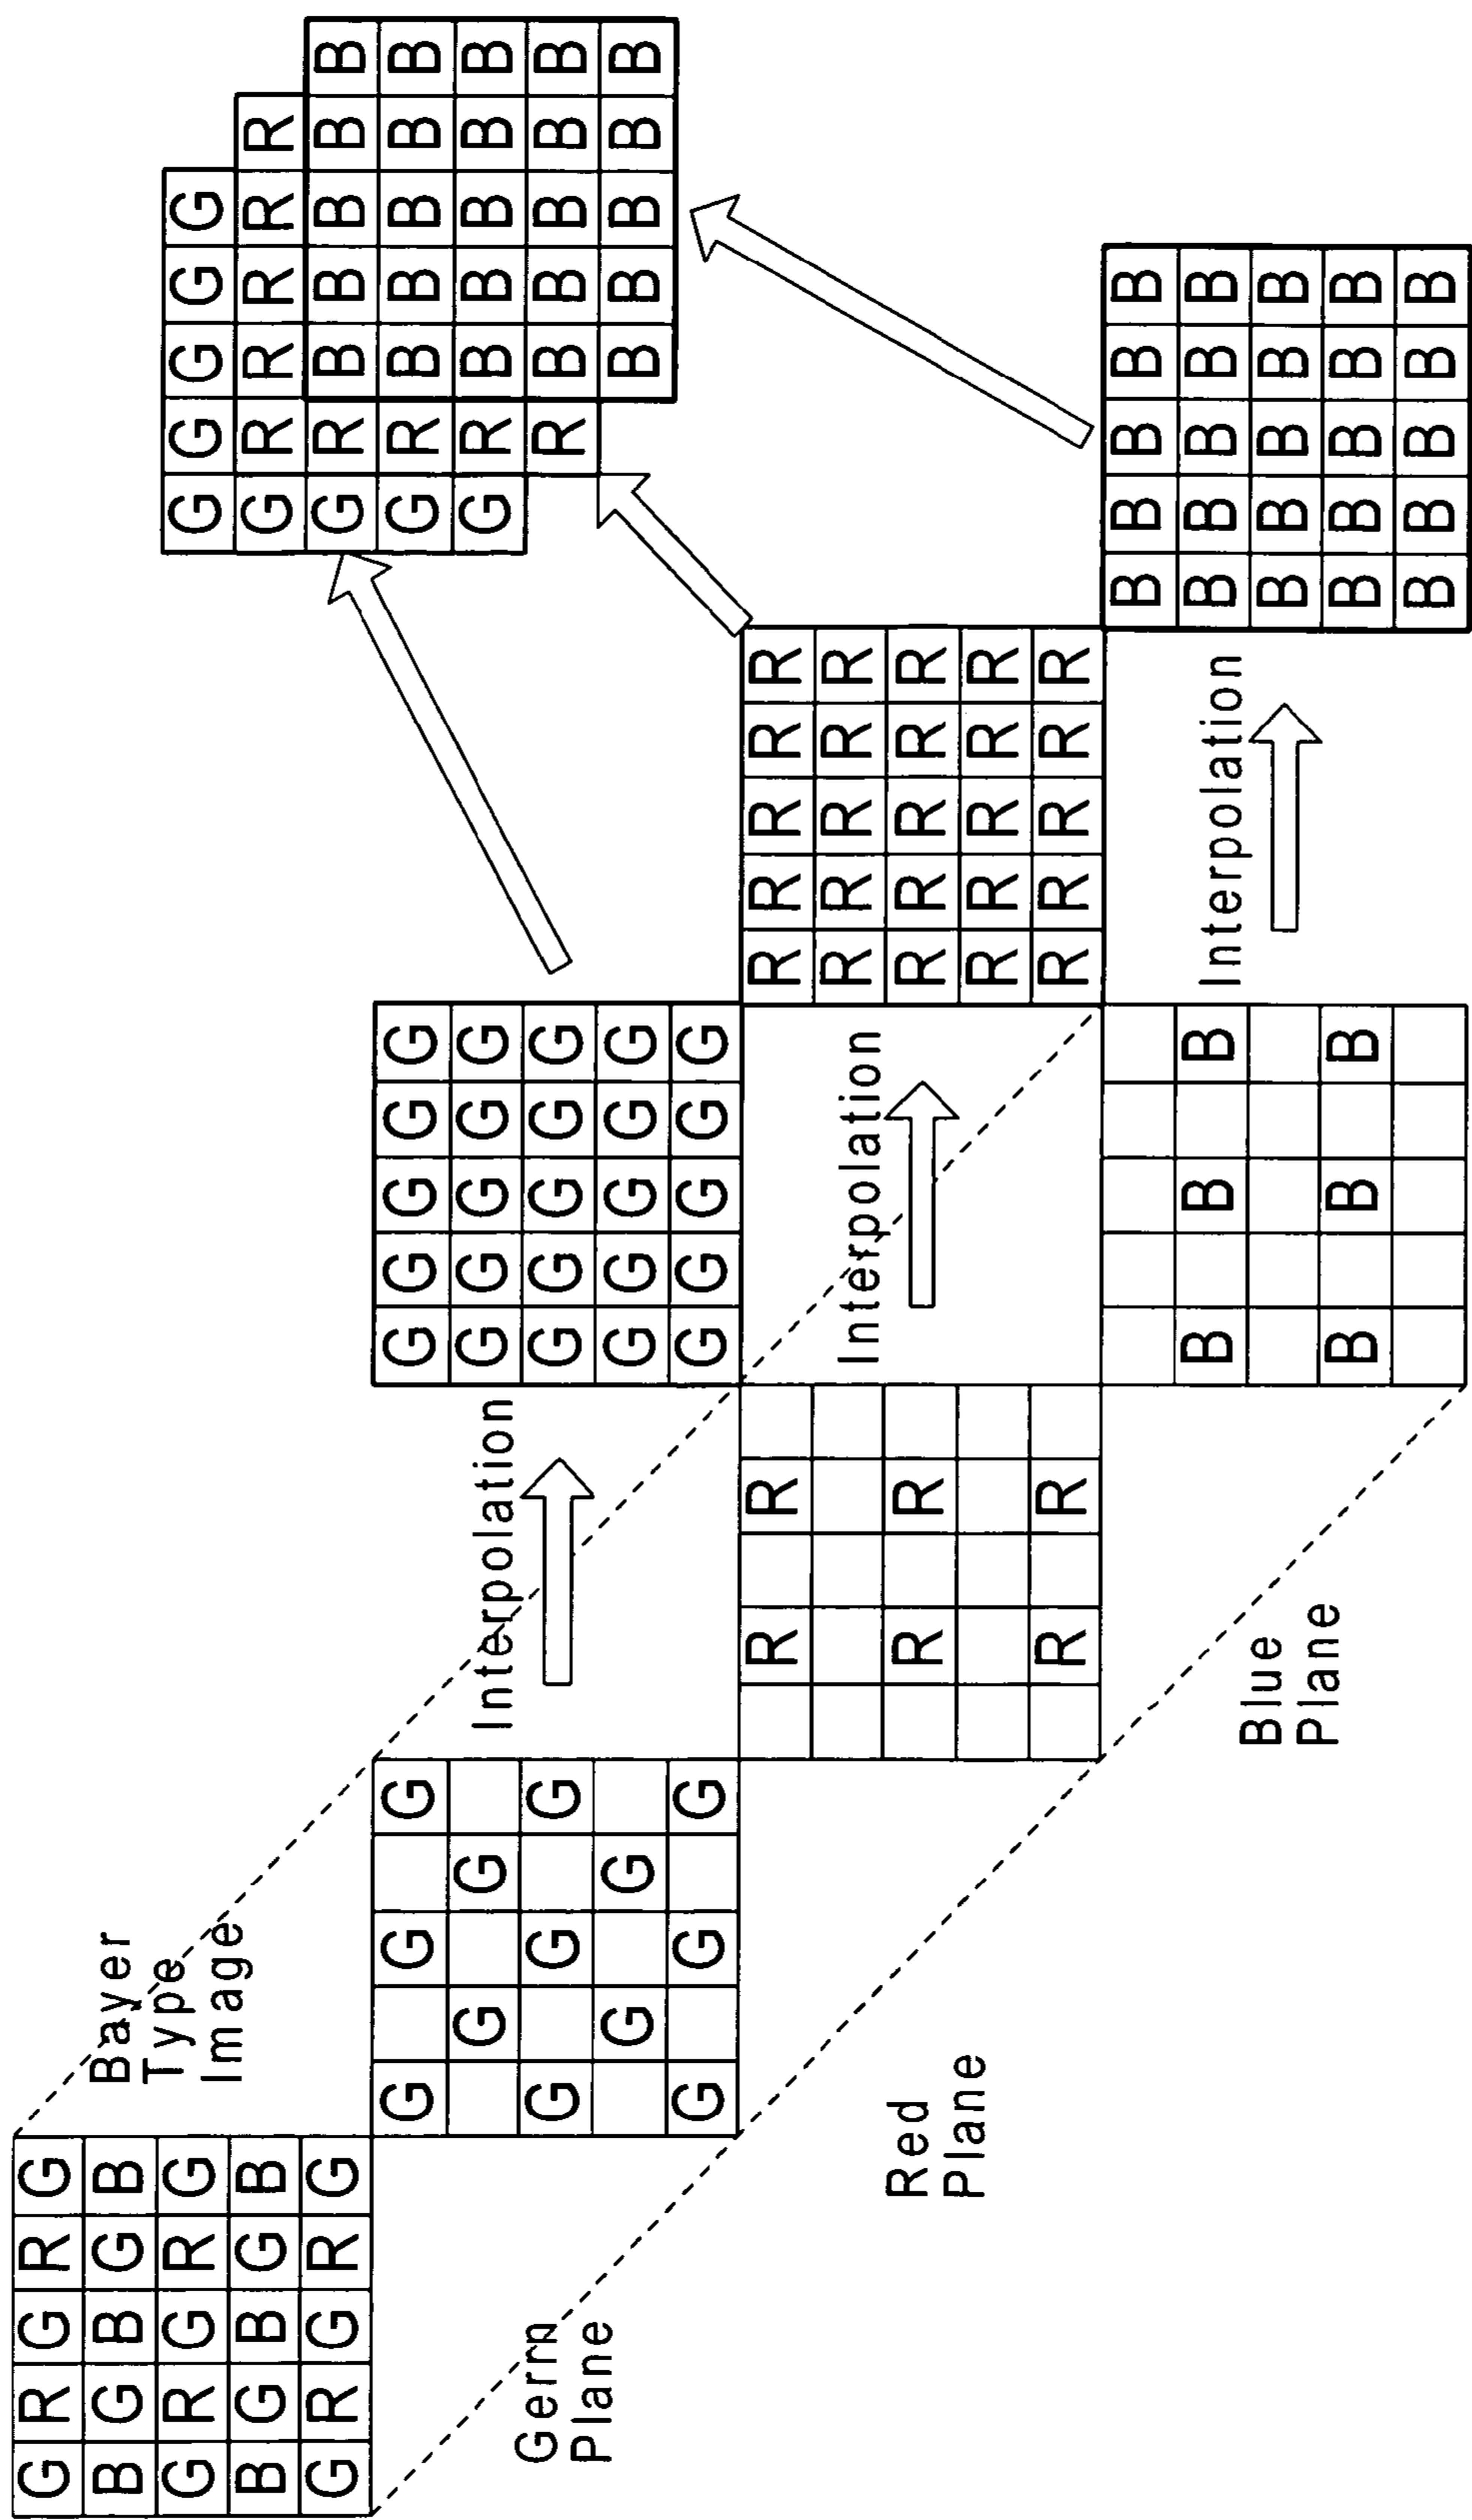 G R G R G
B G B G B
G R G R G
B G B G B
G R G R G
Bayer
Type
Image
G G G
G G
G G G
G G
G G G
Gern
Plane
Interpolation
G G G G G
G G G G G
G G G G G
G G G G G
G G G G G
G G G G G
G R R R R
G R B B B B B
G R B B B B B
G R B B B B B
R B B B B B
B B B B B
R R
R R
R R
Red
Plane
Interpolation
R R R R R
R R R R R
R R R R R
R R R R R
R R R R R
B B B
B B B
Blue
Plane
Interpolation
B B B B B
B B B B B
B B B B B
B B B B B
B B B B B